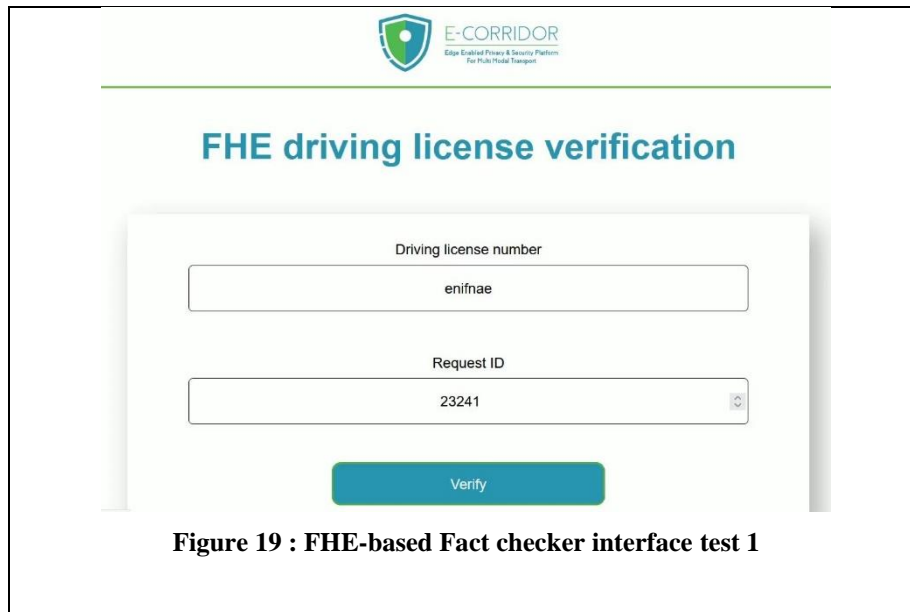 E-CORRIDOR
Edge Enabled Privacy & Security Platform
For Multi Modal Transport
FHE driving license verification
Driving license number
enifnae
Request ID
23241
Verify
Figure 19 : FHE-based Fact checker interface test 1